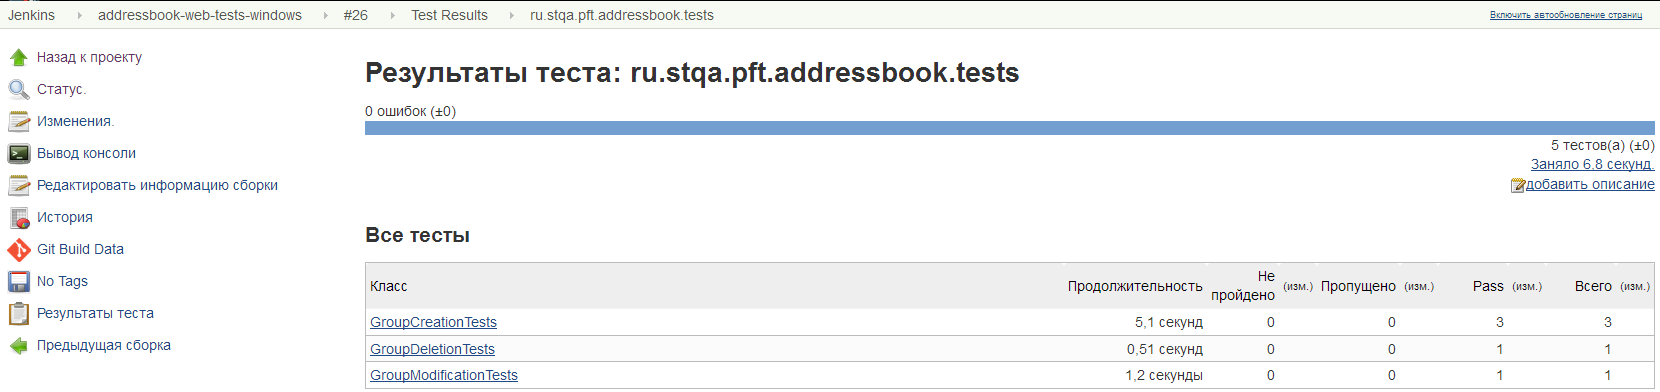 Jenkins addressbook-web-tests-windows #26 Test Results ru.stqa.pft.addressbook.tests Включить автообновление страниц
Назад к проекту
Статус.
Изменения.
Вывод консоли
Редактировать информацию сборки
История
Git Build Data
No Tags
Результаты теста
Предыдущая сборка
Результаты теста: ru.stqa.pft.addressbook.tests
0 ошибок (±0)
5 тестов(а) (±0)
Заняло 6,8 секунд.
добавить описание
Все тесты
Класс Продолжительность Не пройдено (изм.) Пропущено (изм.) Pass (изм.) Всего (изм.)
GroupCreationTests 5,1 секунд 0 0 3 3
GroupDeletionTests 0,51 секунд 0 0 1 1
GroupModificationTests 1,2 секунды 0 0 1 1